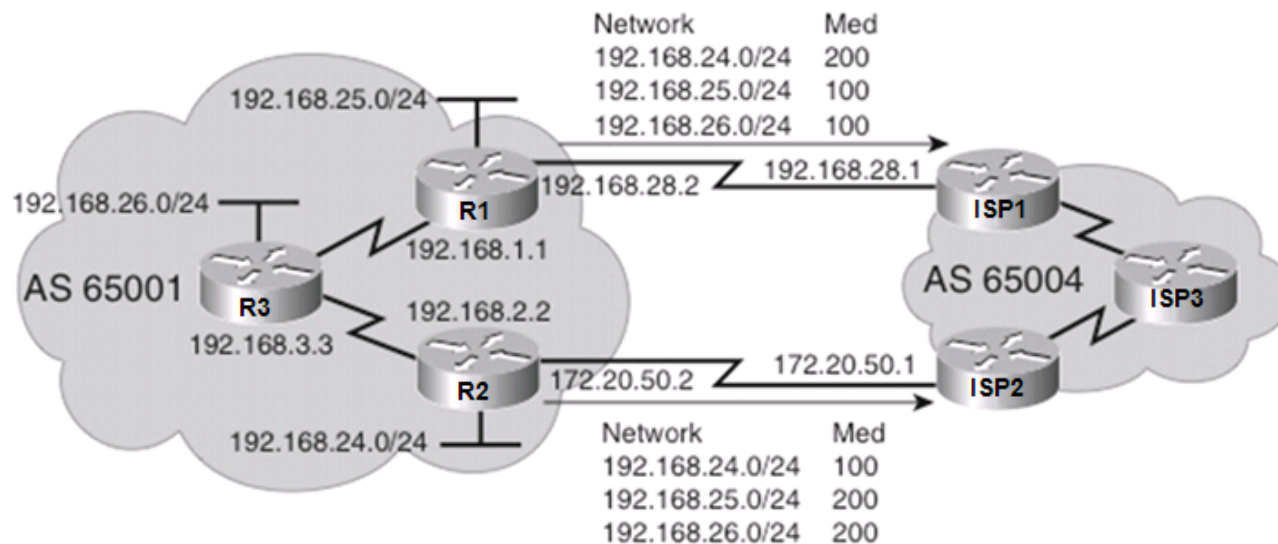 Network Med
192.168.24.0/24 200
192.168.25.0/24 100
192.168.26.0/24 100
192.168.25.0/24
192.168.28.1
192.168.28.2
ISP1
192.168.26.0/24
R1
192.168.1.1
AS 65001
R3
AS 65004
ISP3
192.168.2.2
192.168.3.3
172.20.50.1
172.20.50.2
R2
ISP2
192.168.24.0/24
Network Med
192.168.24.0/24 100
192.168.25.0/24 200
192.168.26.0/24 200